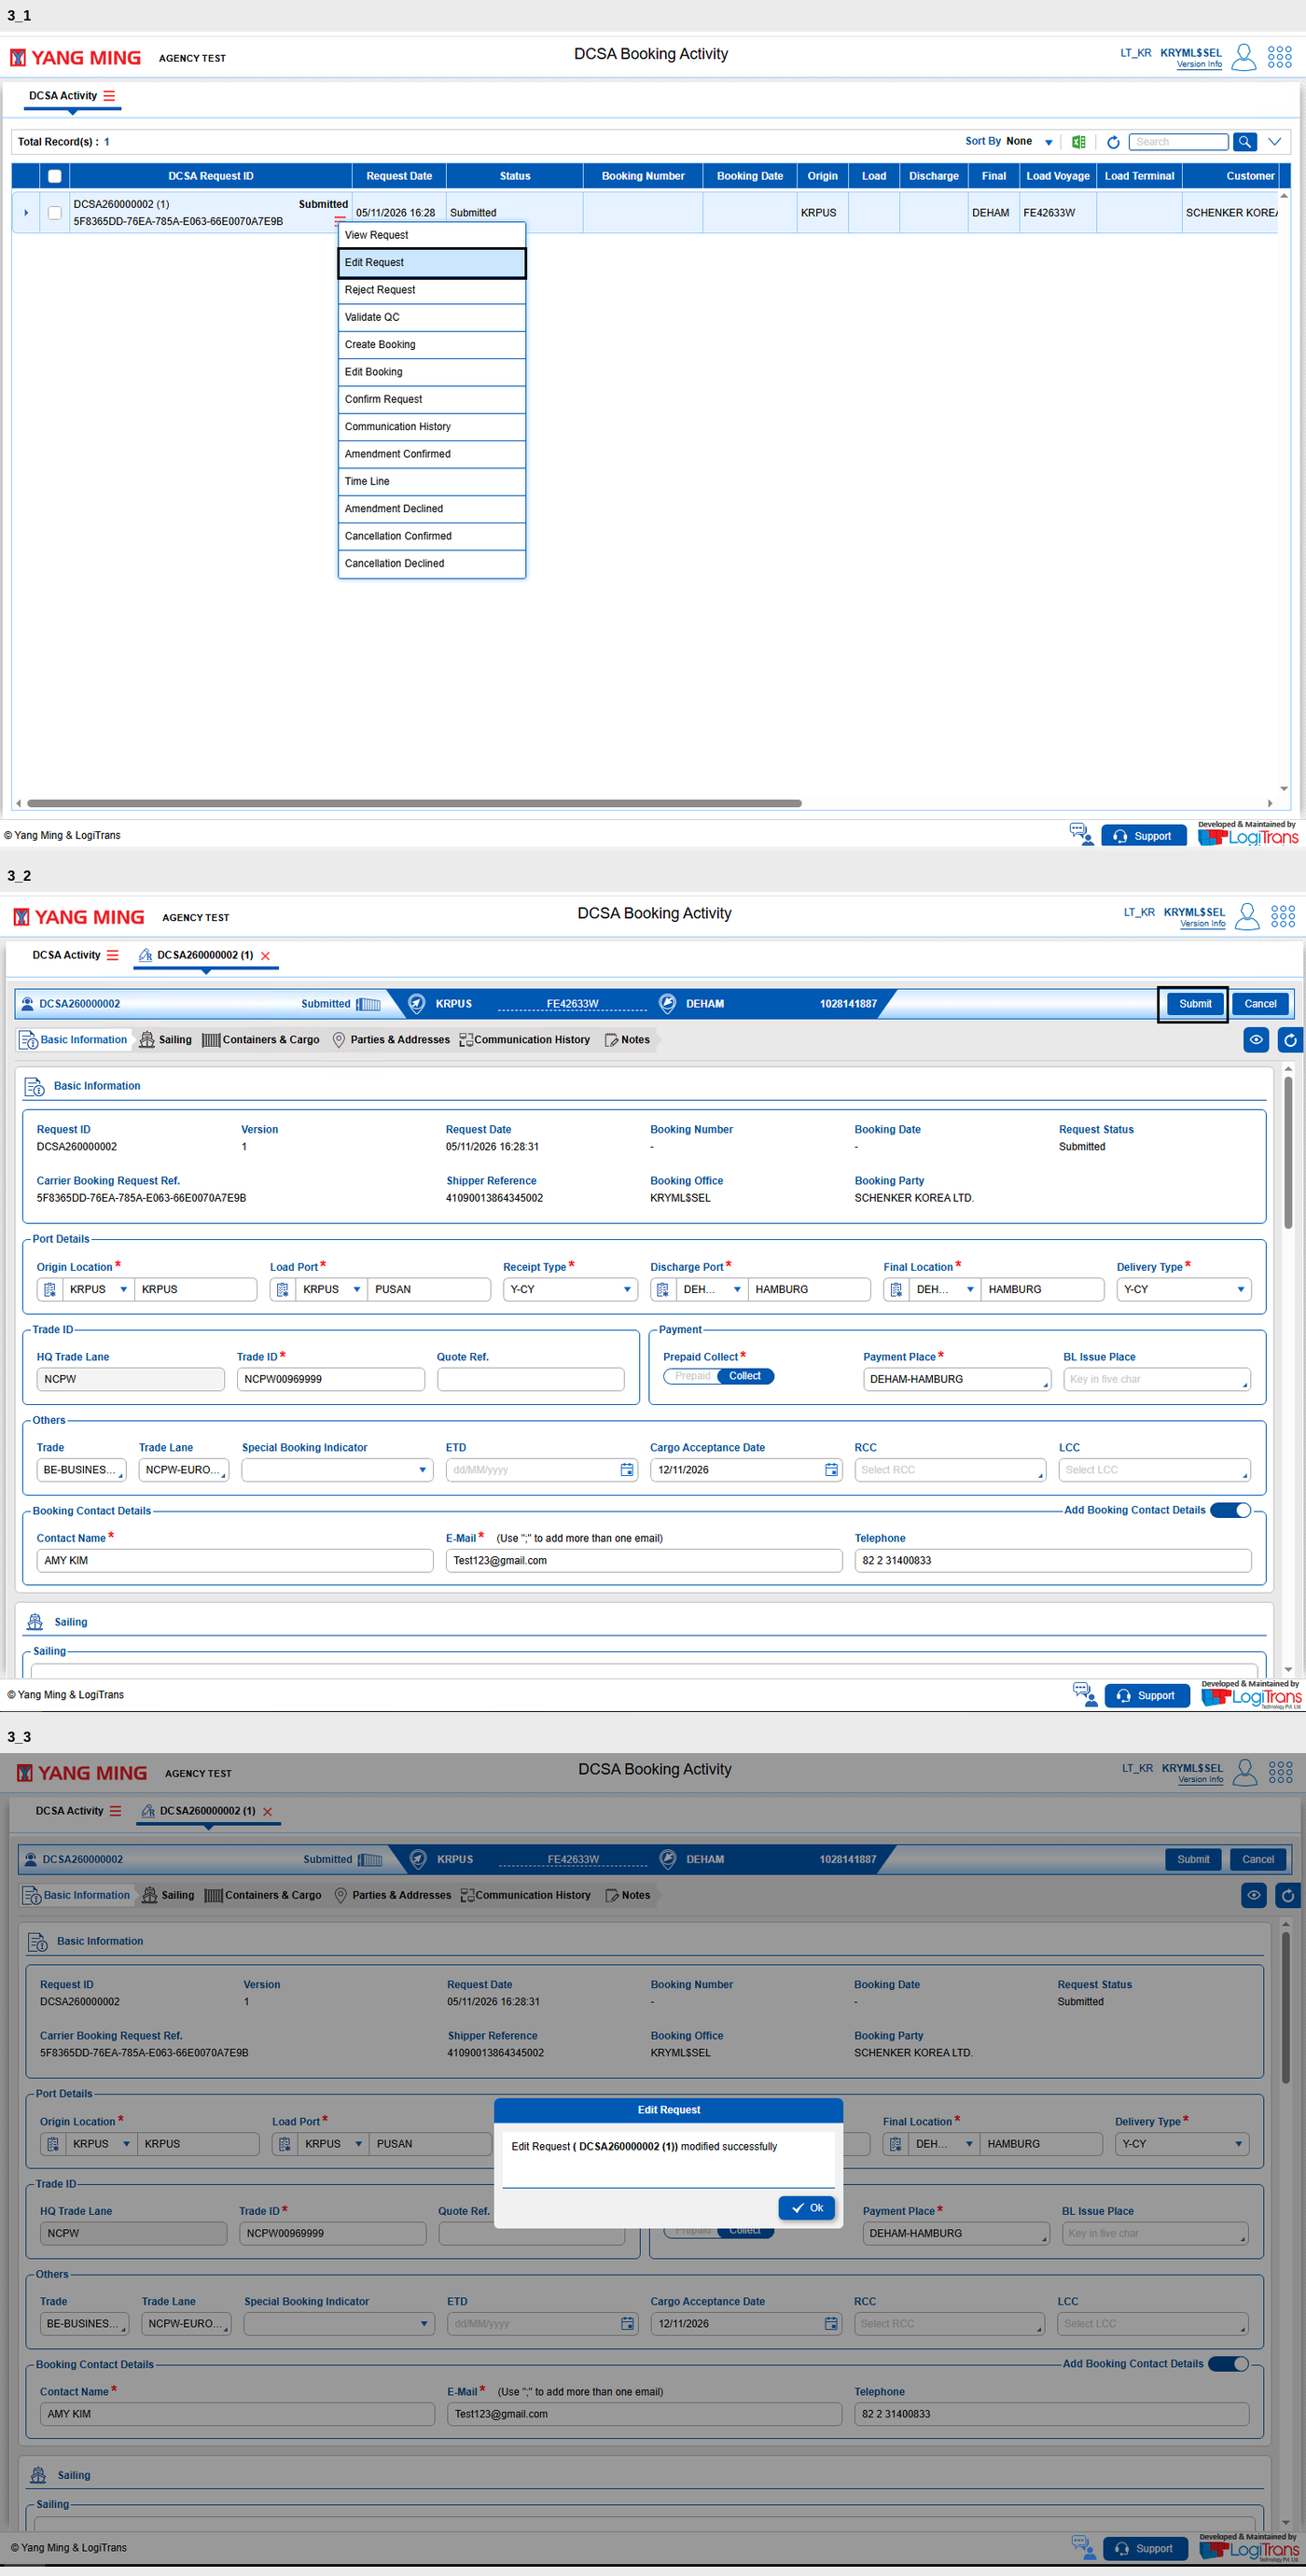 3_1
YANG MING AGENCY TEST DCSA Booking Activity LT_KR KRYML$SEL
Version Info
DCSA Activity
Total Record(s) : 1 Sort By None Search
DCSA Request ID Request Date Status Booking Number Booking Date Origin Load Discharge Final Load Voyage Load Terminal Customer
DCSA260000002 (1) Submitted
5F8365DD-76EA-785A-E063-66E0070A7E9B 05/11/2026 16:28 Submitted KRPUS DEHAM FE42633W SCHENKER KOREA
View Request
Edit Request
Reject Request
Validate QC
Create Booking
Edit Booking
Confirm Request
Communication History
Amendment Confirmed
Time Line
Amendment Declined
Cancellation Confirmed
Cancellation Declined
© Yang Ming & LogiTrans Support Developed & Maintained by
LogiTrans
3_2
YANG MING AGENCY TEST DCSA Booking Activity LT_KR KRYML$SEL
Version Info
DCSA Activity DCSA260000002 (1)
DCSA260000002 Submitted KRPUS FE42633W DEHAM 1028141887 Submit Cancel
Basic Information Sailing Containers & Cargo Parties & Addresses Communication History Notes
Basic Information
Request ID Version Request Date Booking Number Booking Date Request Status
DCSA260000002 1 05/11/2026 16:28:31 - - Submitted
Carrier Booking Request Ref. Shipper Reference Booking Office Booking Party
5F8365DD-76EA-785A-E063-66E0070A7E9B 41090013864345002 KRYML$SEL SCHENKER KOREA LTD.
Port Details
Origin Location * Load Port * Receipt Type * Discharge Port * Final Location * Delivery Type *
KRPUS KRPUS KRPUS PUSAN Y-CY DEH... HAMBURG DEH... HAMBURG Y-CY
Trade ID Payment
HQ Trade Lane Trade ID * Quote Ref. Prepaid Collect * Payment Place * BL Issue Place
NCPW NCPW00969999 Prepaid Collect DEHAM-HAMBURG Key in five char
Others
Trade Trade Lane Special Booking Indicator ETD Cargo Acceptance Date RCC LCC
BE-BUSINES... NCPW-EURO... dd/MM/yyyy 12/11/2026 Select RCC Select LCC
Booking Contact Details Add Booking Contact Details
Contact Name * E-Mail * (Use ";" to add more than one email) Telephone
AMY KIM Test123@gmail.com 82 2 31400833
Sailing
Sailing
© Yang Ming & LogiTrans Support Developed & Maintained by
LogiTrans
Technology Pvt. Ltd.
3_3
YANG MING AGENCY TEST DCSA Booking Activity LT_KR KRYML$SEL
Version Info
DCSA Activity DCSA260000002 (1)
DCSA260000002 Submitted KRPUS FE42633W DEHAM 1028141887 Submit Cancel
Basic Information Sailing Containers & Cargo Parties & Addresses Communication History Notes
Basic Information
Request ID Version Request Date Booking Number Booking Date Request Status
DCSA260000002 1 05/11/2026 16:28:31 - - Submitted
Carrier Booking Request Ref. Shipper Reference Booking Office Booking Party
5F8365DD-76EA-785A-E063-66E0070A7E9B 41090013864345002 KRYML$SEL SCHENKER KOREA LTD.
Port Details
Edit Request
Origin Location * Load Port * Final Location * Delivery Type *
KRPUS KRPUS KRPUS PUSAN DEH... HAMBURG Y-CY
Edit Request ( DCSA260000002 (1)) modified successfully
Trade ID
Ok
HQ Trade Lane Trade ID * Quote Ref. Payment Place * BL Issue Place
NCPW NCPW00969999 Prepaid Collect DEHAM-HAMBURG Key in five char
Others
Trade Trade Lane Special Booking Indicator ETD Cargo Acceptance Date RCC LCC
BE-BUSINES... NCPW-EURO... dd/MM/yyyy 12/11/2026 Select RCC Select LCC
Booking Contact Details Add Booking Contact Details
Contact Name * E-Mail * (Use ";" to add more than one email) Telephone
AMY KIM Test123@gmail.com 82 2 31400833
Sailing
Sailing
© Yang Ming & LogiTrans Support Developed & Maintained by
LogiTrans
Technology Pvt. Ltd.